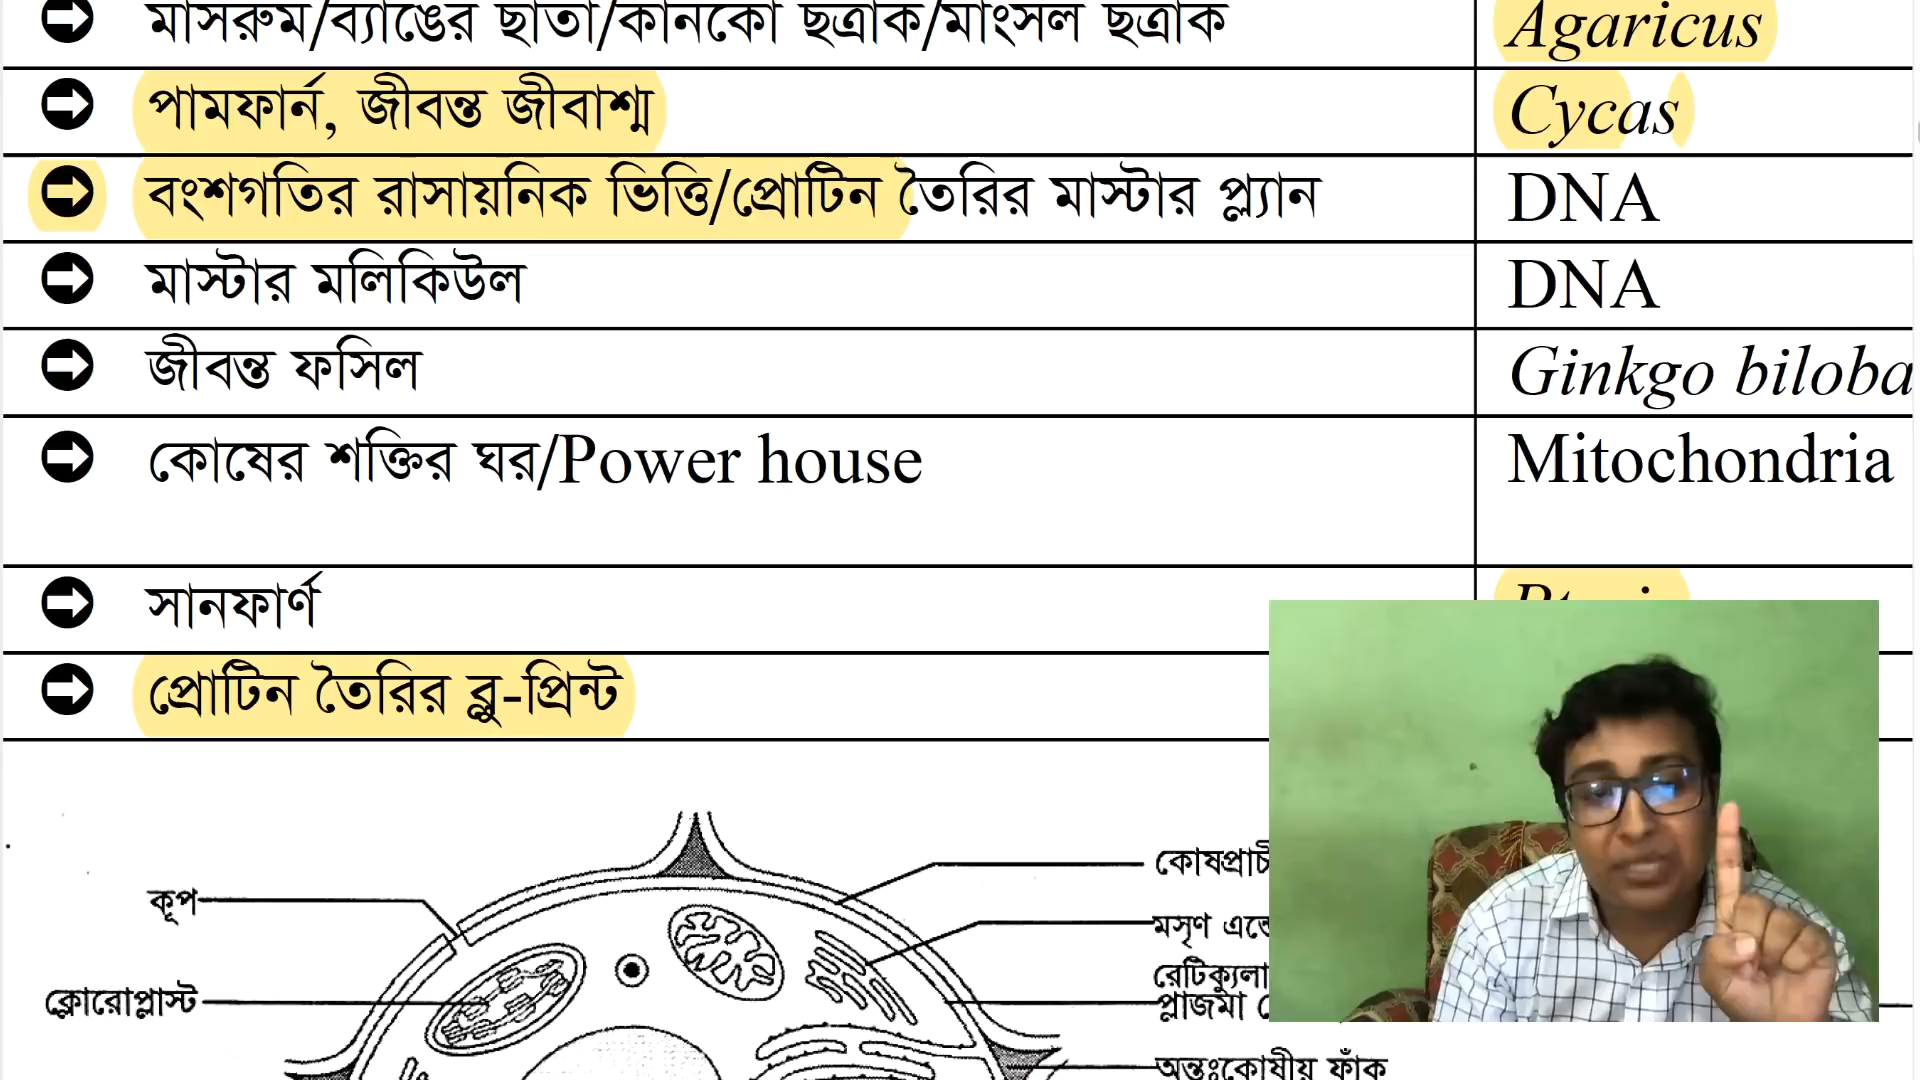 মাসরুম/ব্যাঙের ছাতা/কানকো ছত্রাক/মাংসল ছত্রাক Agaricus
পামফার্ন, জীবন্ত জীবাশ্ম Cycas
বংশগতির রাসায়নিক ভিত্তি/প্রোটিন তৈরির মাস্টার প্ল্যান DNA
মাস্টার মলিকিউল DNA
জীবন্ত ফসিল Ginkgo biloba
কোষের শক্তির ঘর/Power house Mitochondria
সানফার্ণ
প্রোটিন তৈরির ব্লু-প্রিন্ট
কূপ
মসৃণ
ক্লোরোপ্লাস্ট
প্লাজমা
অন্তঃকোষীয় ফাঁক